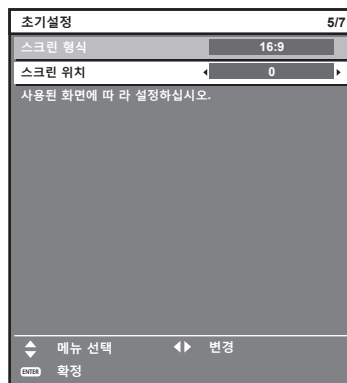 초기설정 5/7
스크린 형식 16:9
스크린 위치 0
사용된 화면에 따 라 설정하십시오.
메뉴 선택 변경
ENTER 확정